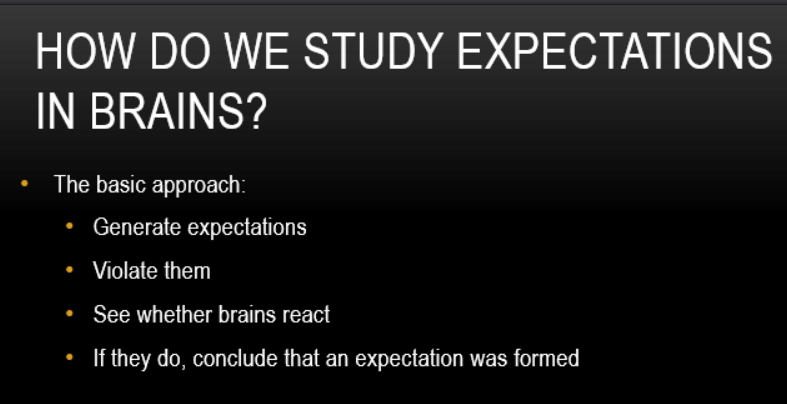 HOW DO WE STUDY EXPECTATIONS
IN BRAINS?
• The basic approach:
• Generate expectations
• Violate them
• See whether brains react
• If they do, conclude that an expectation was formed